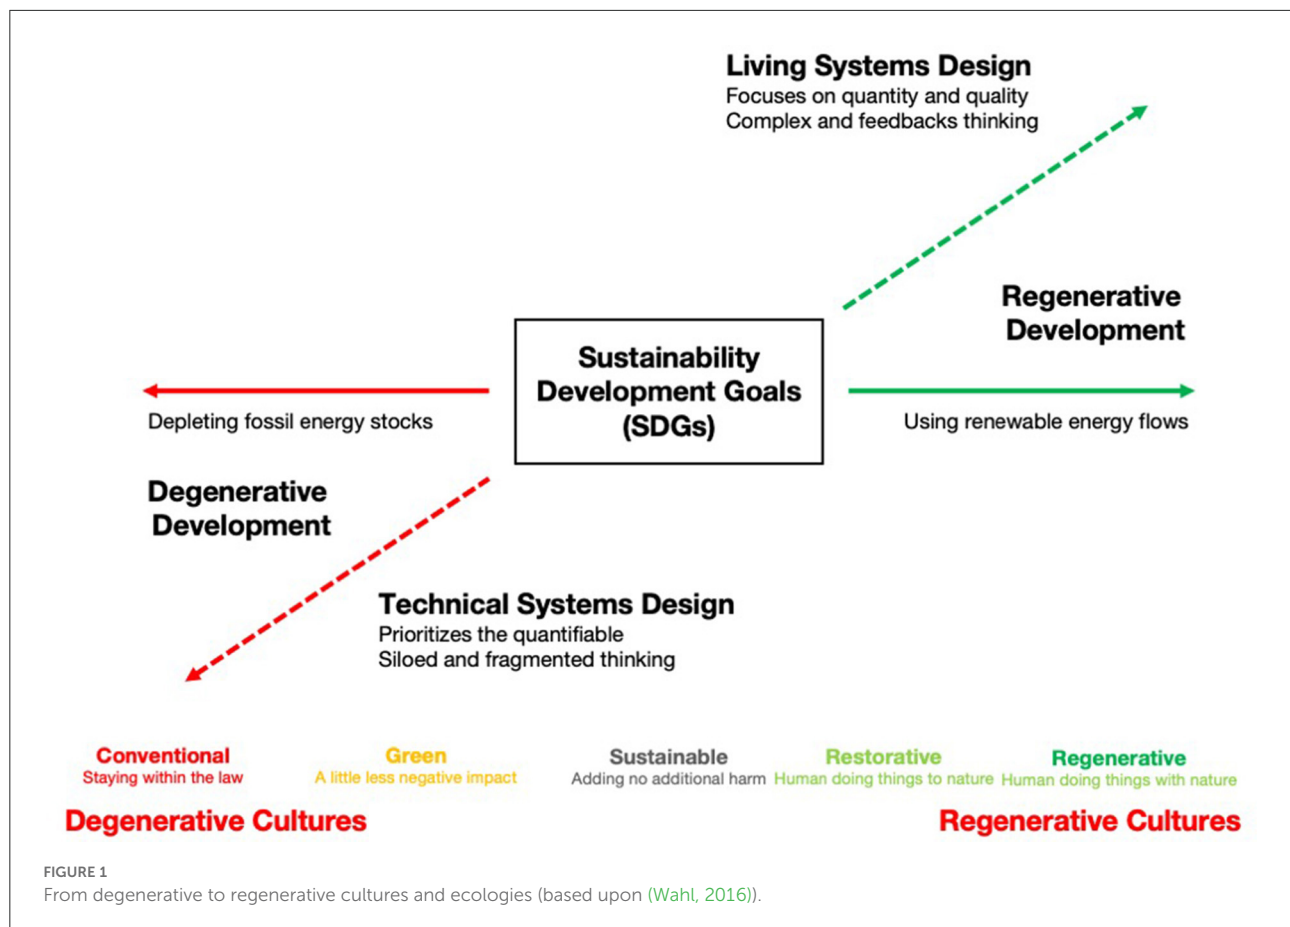 Living Systems Design
Focuses on quantity and quality
Complex and feedbacks thinking
Regenerative
Development
Sustainability
Development Goals
(SDGs)
Depleting fossil energy stocks
Using renewable energy flows
Degenerative
Development
Technical Systems Design
Prioritizes the quantifiable
Siloed and fragmented thinking
Conventional
Staying within the law
Green
A little less negative impact
Sustainable
Adding no additional harm
Restorative
Human doing things to nature
Regenerative
Human doing things with nature
Degenerative Cultures
Regenerative Cultures
FIGURE 1
From degenerative to regenerative cultures and ecologies (based upon (Wahl, 2016)).